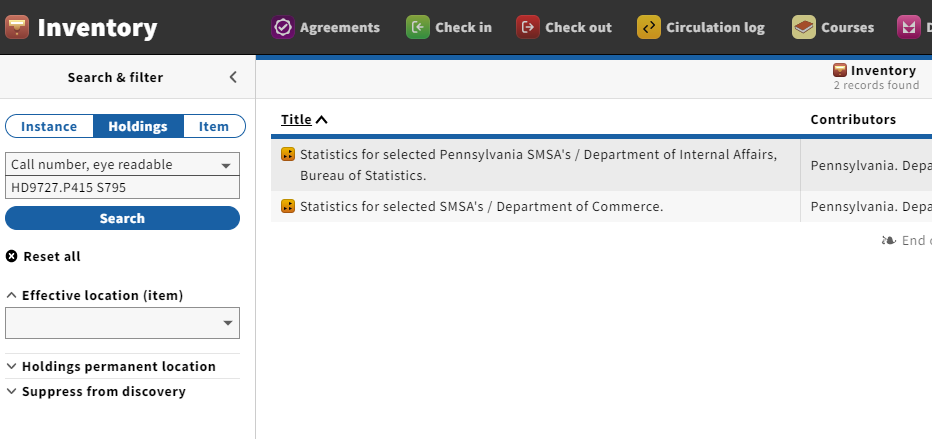 Inventory
Agreements
Check in
Check out
Circulation log
Courses
Search & filter
Inventory
2 records found
Instance
Holdings
Item
Call number, eye readable
HD9727.P415 S795
Search
Reset all
Effective location (item)
Holdings permanent location
Suppress from discovery
Title
Contributors
Statistics for selected Pennsylvania SMSA's / Department of Internal Affairs,
Bureau of Statistics.
Pennsylvania. Depa
Statistics for selected SMSA's / Department of Commerce.
Pennsylvania. Depa
End